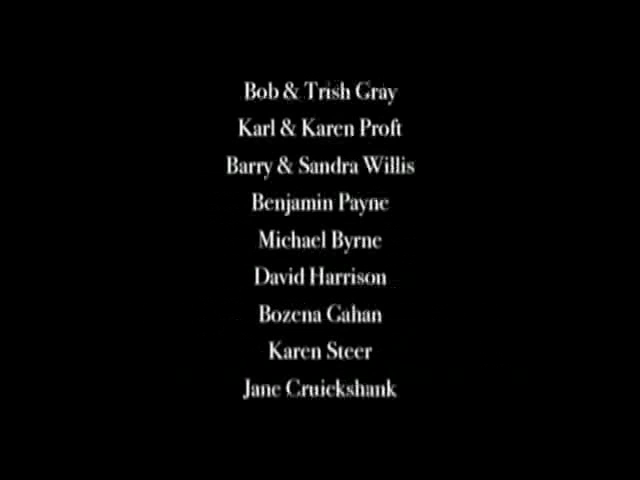 Bob & Trish Gray
Karl & Karen Proft
Barry & Sandra Willis
Benjamin Payne
Michael Byrne
David Harrison
Bozena Gahan
Karen Steer
Jane Cruickshank